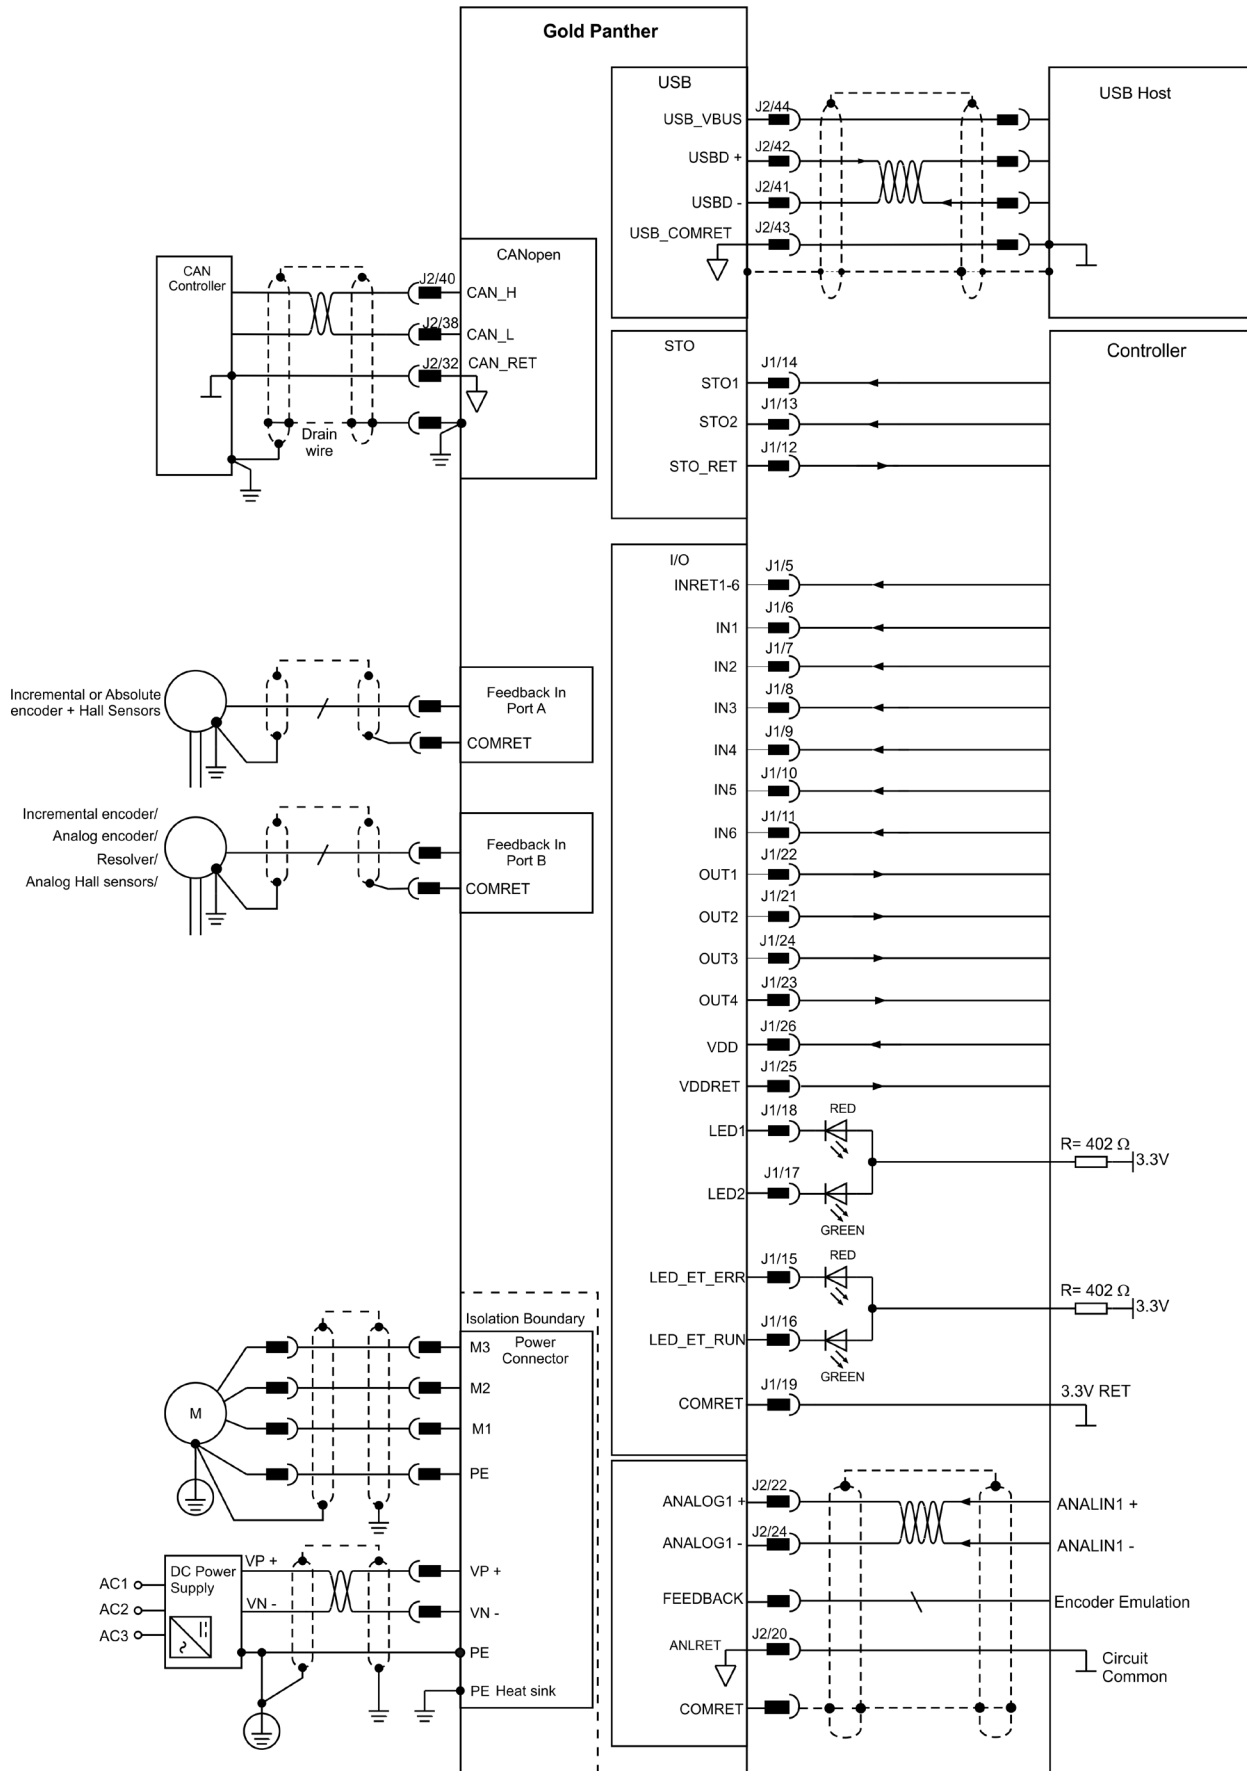 Gold Panther
USB
USB Host
J2/44
USB_VBUS
J2/42
USBD +
J2/41
USBD -
J2/43
USB_COMRET
CAN
Controller
CANopen
J2/40
CAN_H
J2/38
CAN_L
J2/32
CAN_RET
Drain
wire
STO
Controller
J1/14
STO1
J1/13
STO2
J1/12
STO_RET
I/O
J1/5
INRET1-6
J1/6
IN1
J1/7
IN2
J1/8
IN3
J1/9
IN4
J1/10
IN5
J1/11
IN6
J1/22
OUT1
J1/21
OUT2
J1/24
OUT3
J1/23
OUT4
J1/26
VDD
J1/25
VDDRET
J1/18
LED1
RED
J1/17
LED2
GREEN
R= 402 Ω
3.3V
J1/15
LED_ET_ERR
RED
J1/16
LED_ET_RUN
GREEN
R= 402 Ω
3.3V
J1/19
COMRET
3.3V RET
Incremental or Absolute
encoder + Hall Sensors
Feedback In
Port A
COMRET
Incremental encoder/
Analog encoder/
Resolver/
Analog Hall sensors/
Feedback In
Port B
COMRET
Isolation Boundary
Power
Connector
M
M3
M2
M1
PE
AC1
AC2
AC3
DC Power
Supply
VP +
VN -
VP +
VN -
PE
PE Heat sink
J2/22
ANALOG1 +
ANALIN1 +
J2/24
ANALOG1 -
ANALIN1 -
FEEDBACK
Encoder Emulation
J2/20
ANLRET
Circuit
Common
COMRET